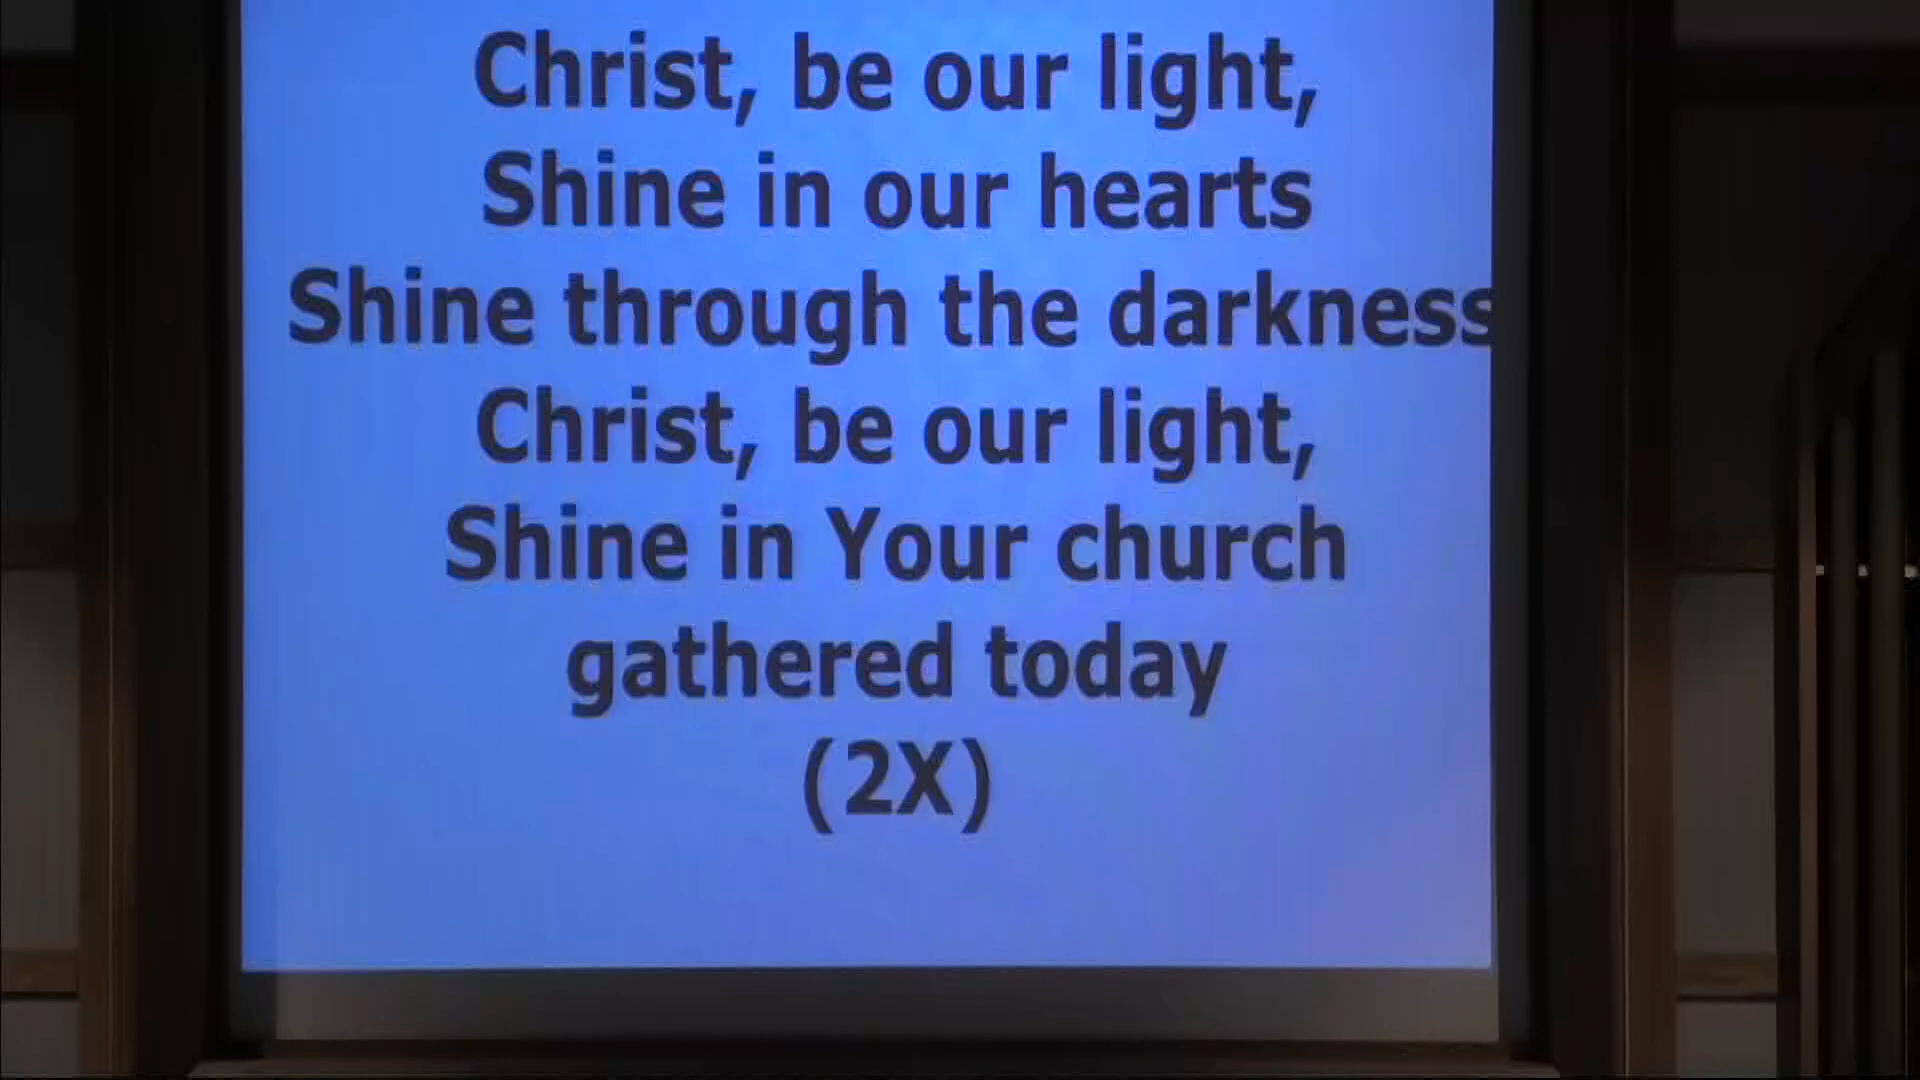 Christ, be our light,
Shine in our hearts
Shine through the darkness
Christ, be our light,
Shine in Your church
gathered today
(2X)